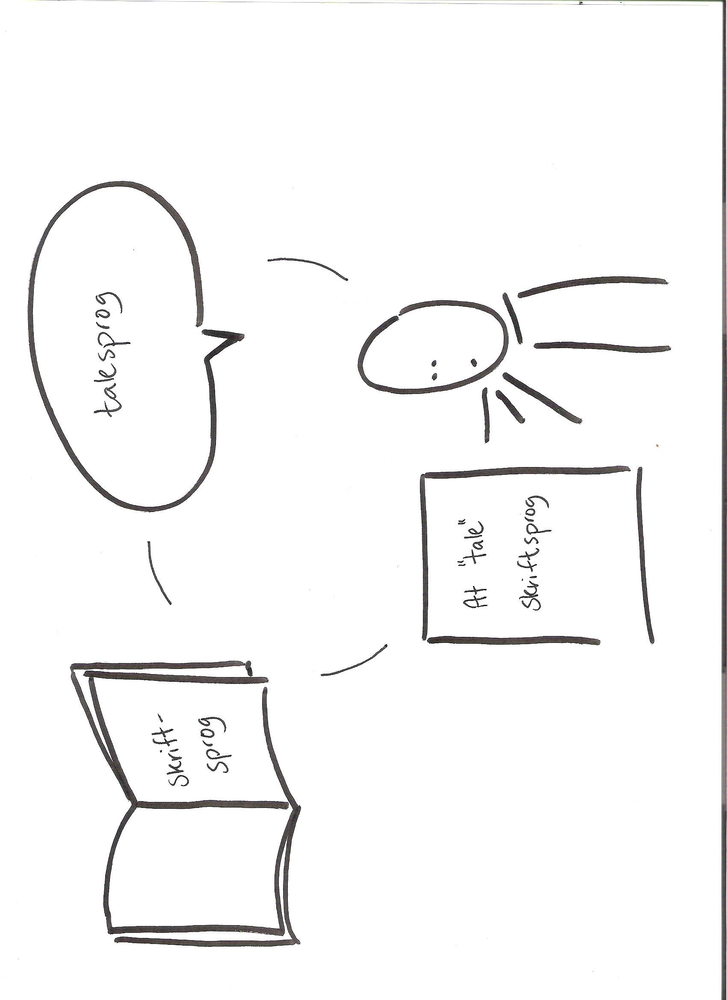 Skrift-
sprog
talesprog
At "tale"
Skriftsprog